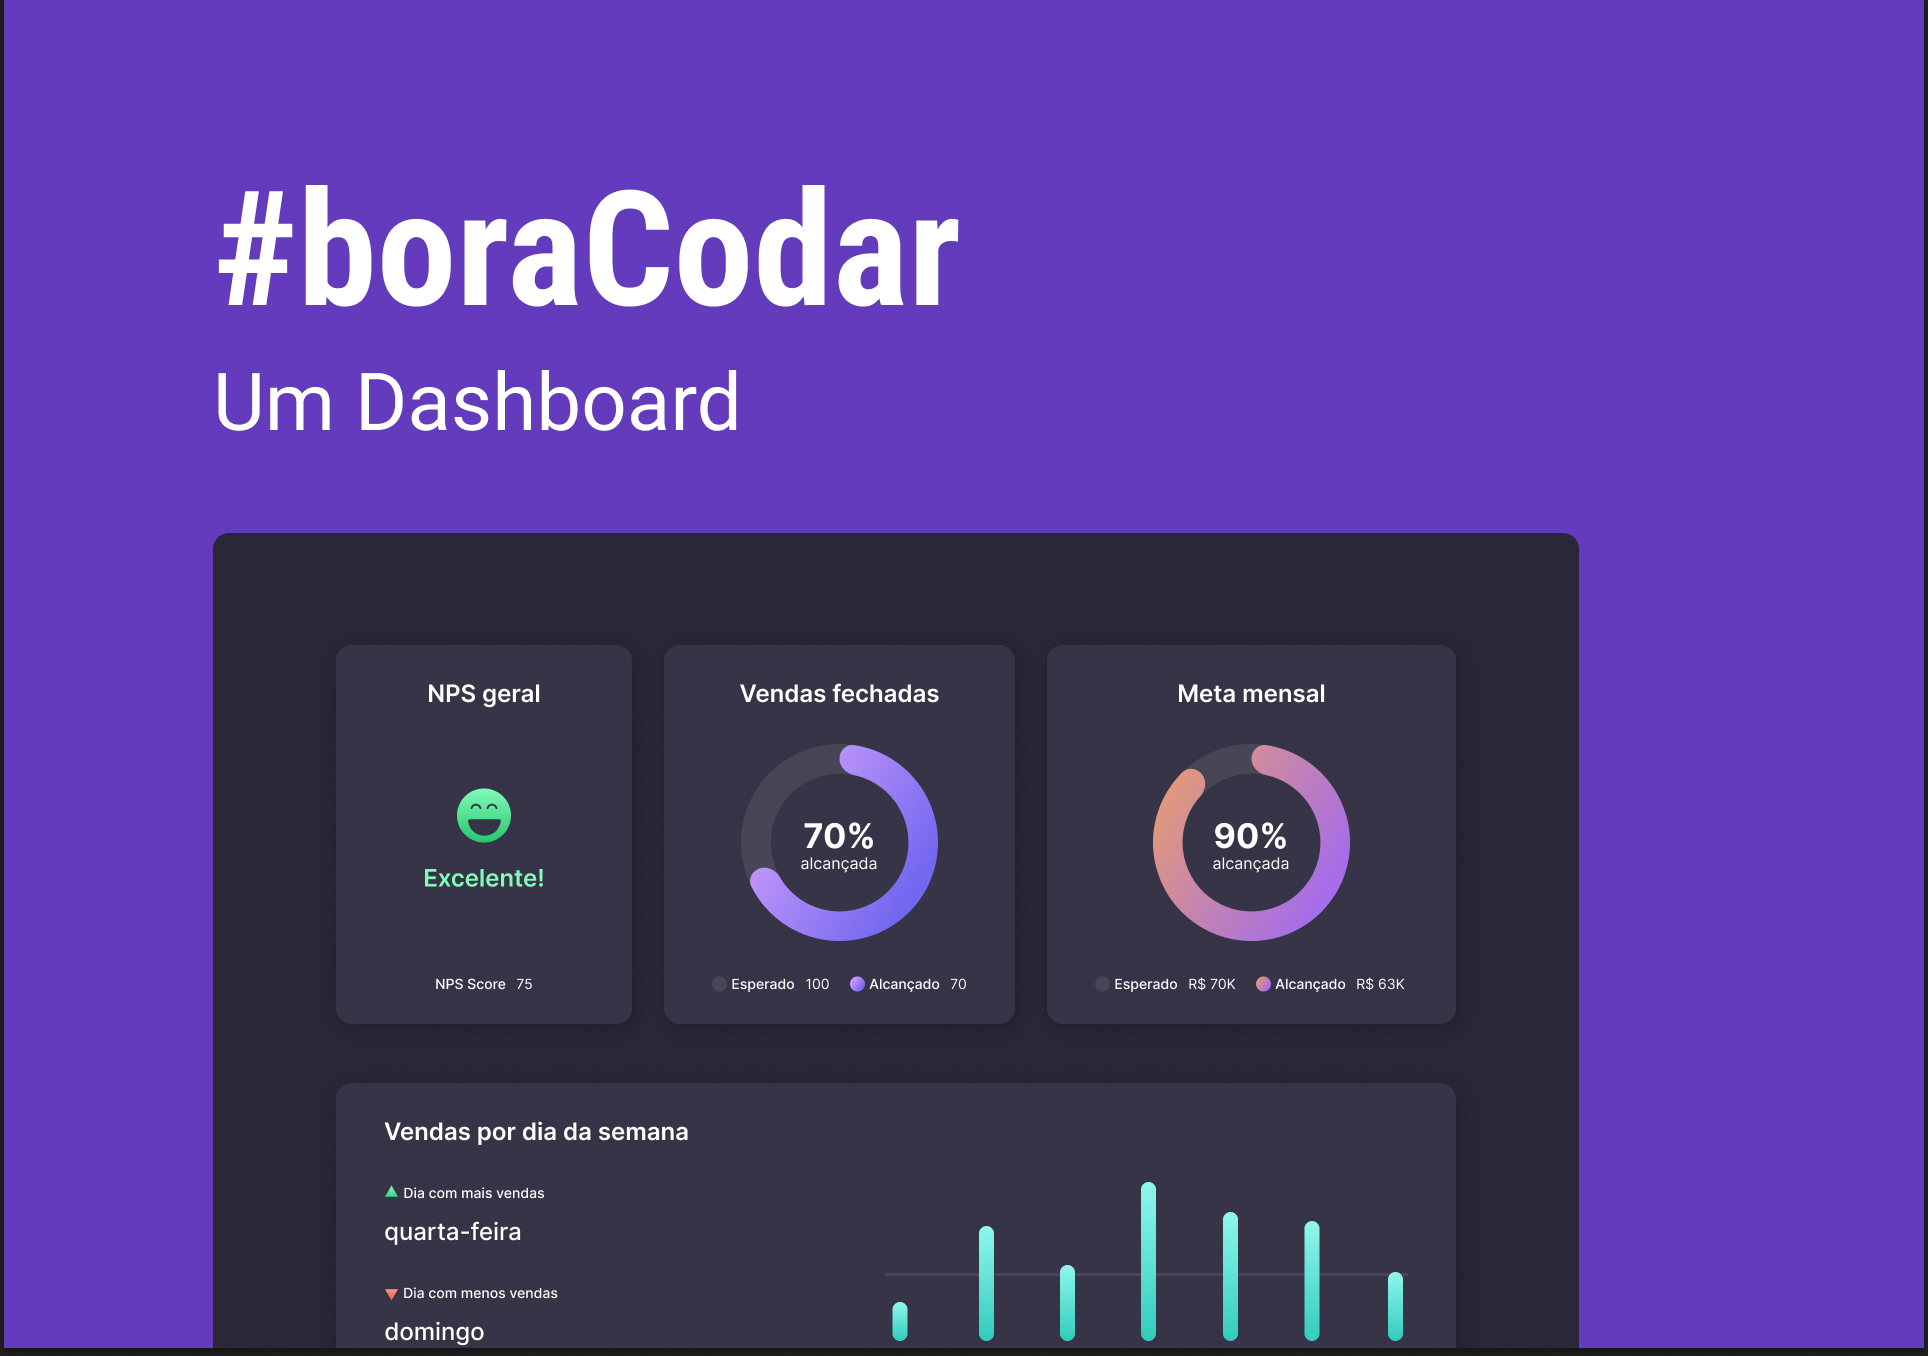 #boraCodar
Um Dashboard
NPS geral
Excelente!
NPS Score 75
Vendas fechadas
70%
alcançada
Esperado 100 Alcançado 70
Meta mensal
90%
alcançada
Esperado R$ 70K Alcançado R$ 63K
Vendas por dia da semana
Dia com mais vendas
quarta-feira
Dia com menos vendas
domingo